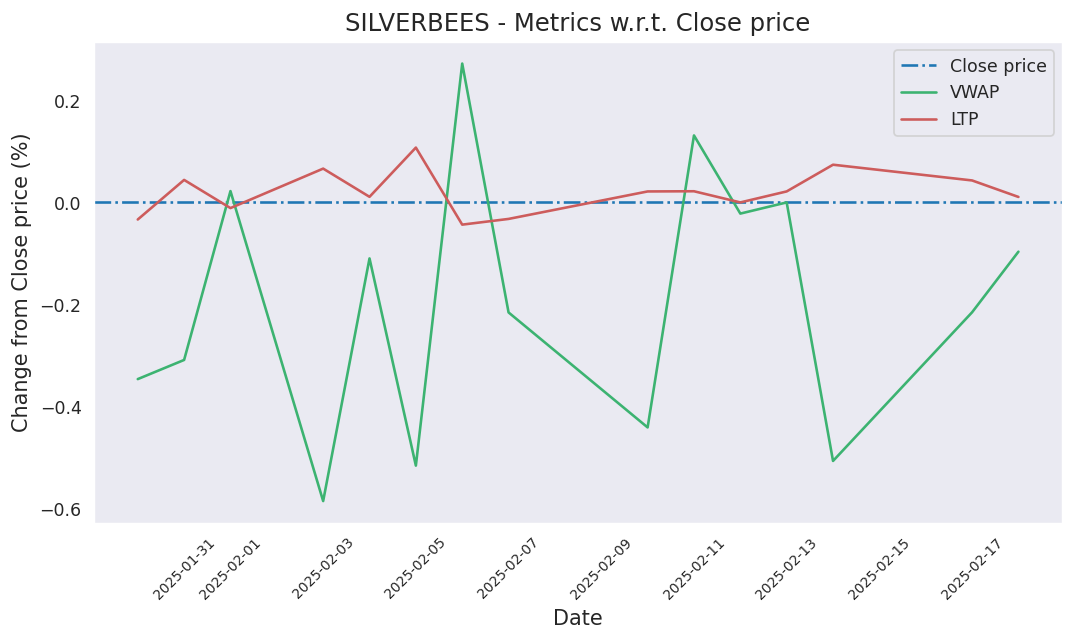 SILVERBEES - Metrics w.r.t. Close price
Close price
VWAP
LTP
Change from Close price (%)
0.2
0.0
−0.2
−0.4
−0.6
2025-01-31
2025-02-01
2025-02-03
2025-02-05
2025-02-07
2025-02-09
2025-02-11
2025-02-13
2025-02-15
2025-02-17
Date